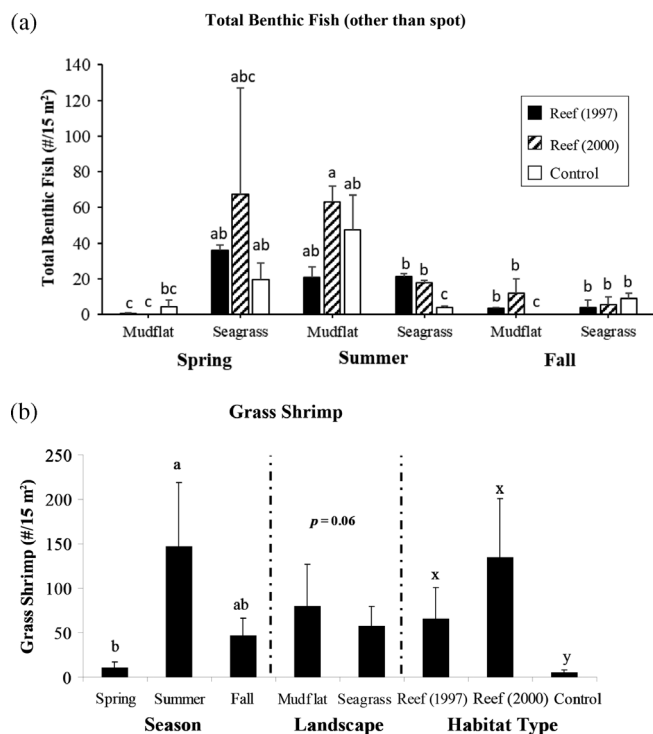 (a)
Total Benthic Fish (other than spot)
Total Benthic Fish (#/15 m²)
140
120
100
80
60
40
20
0
c c bc
ab abc ab
ab a ab
b b c
b b c
b b b
Reef (1997)
Reef (2000)
Control
Mudflat Seagrass Mudflat Seagrass Mudflat Seagrass
Spring Summer Fall
(b)
Grass Shrimp
Grass Shrimp (#/15 m²)
250
200
150
100
50
0
b a ab
p = 0.06
x x y
Spring Summer Fall Mudflat Seagrass Reef (1997) Reef (2000) Control
Season Landscape Habitat Type